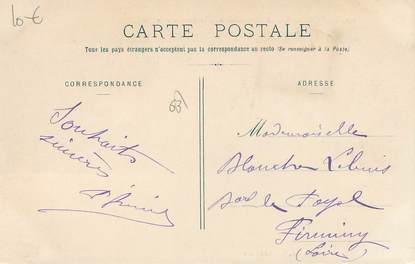 10 €
CARTE POSTALE
Tous les pays étrangers n'acceptent pas la correspondance au recto (Se renseigner à la Poste)
CORRESPONDANCE
ADRESSE
Souhaits
sincères
Mademoiselle
Blanche
Firminy
(Loire)